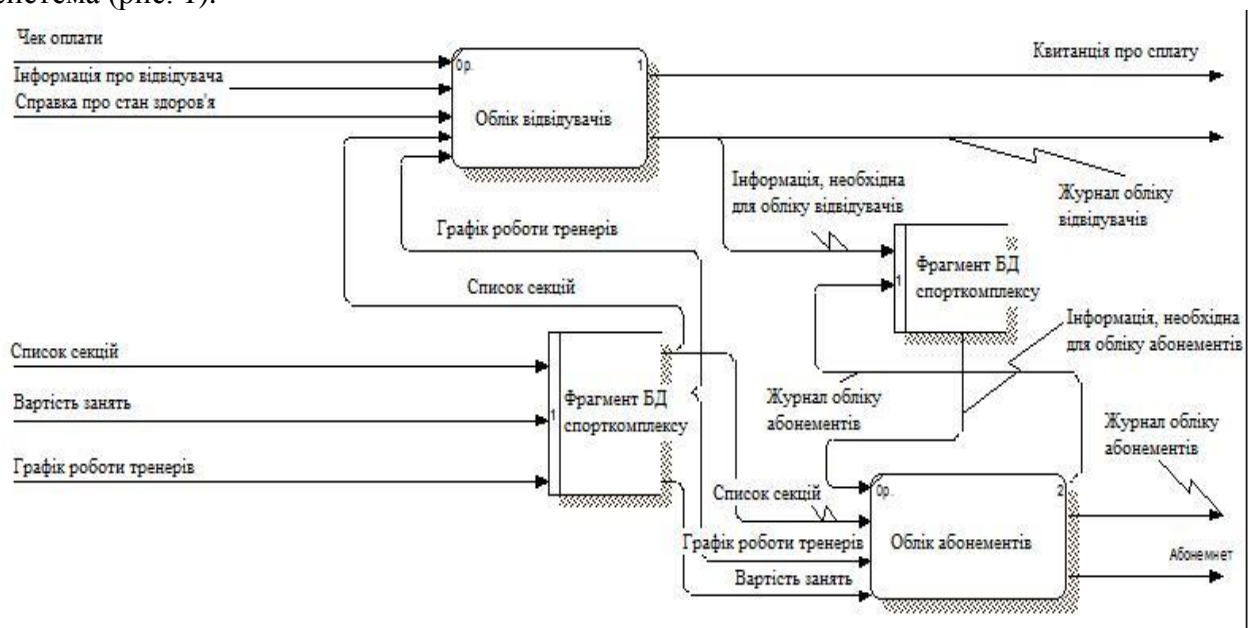 система (рис. 1).
Чек оплати
Інформація про відвідувача
Справка про стан здоров'я
0р.
1
Облік відвідувачів
Квитанція про сплату
Журнал обліку
відвідувачів
Інформація, необхідна
для обліку відвідувачів
Графік роботи тренерів
Список секцій
1
Фрагмент БД
спорткомплексу
Інформація, необхідна
для обліку абонементів
Список секцій
Вартість занять
Графік роботи тренерів
1
Фрагмент БД
спорткомплексу
Журнал обліку
абонементів
Журнал обліку
абонементів
Список секцій
Графік роботи тренерів
Вартість занять
0р.
2
Облік абонементів
Абонемнет